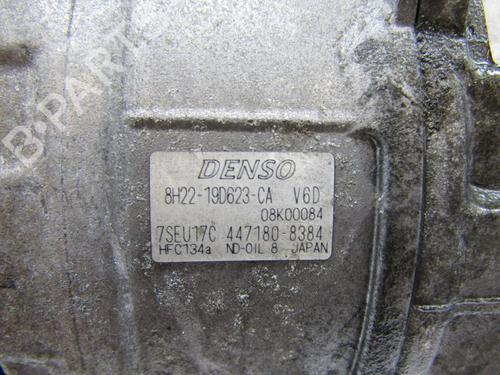 B-PARTS
DENSO
8H22-19D623-CA V6D
08K00084
7SEU17C 447180-8384
HFC134a ND-OIL 8 JAPAN